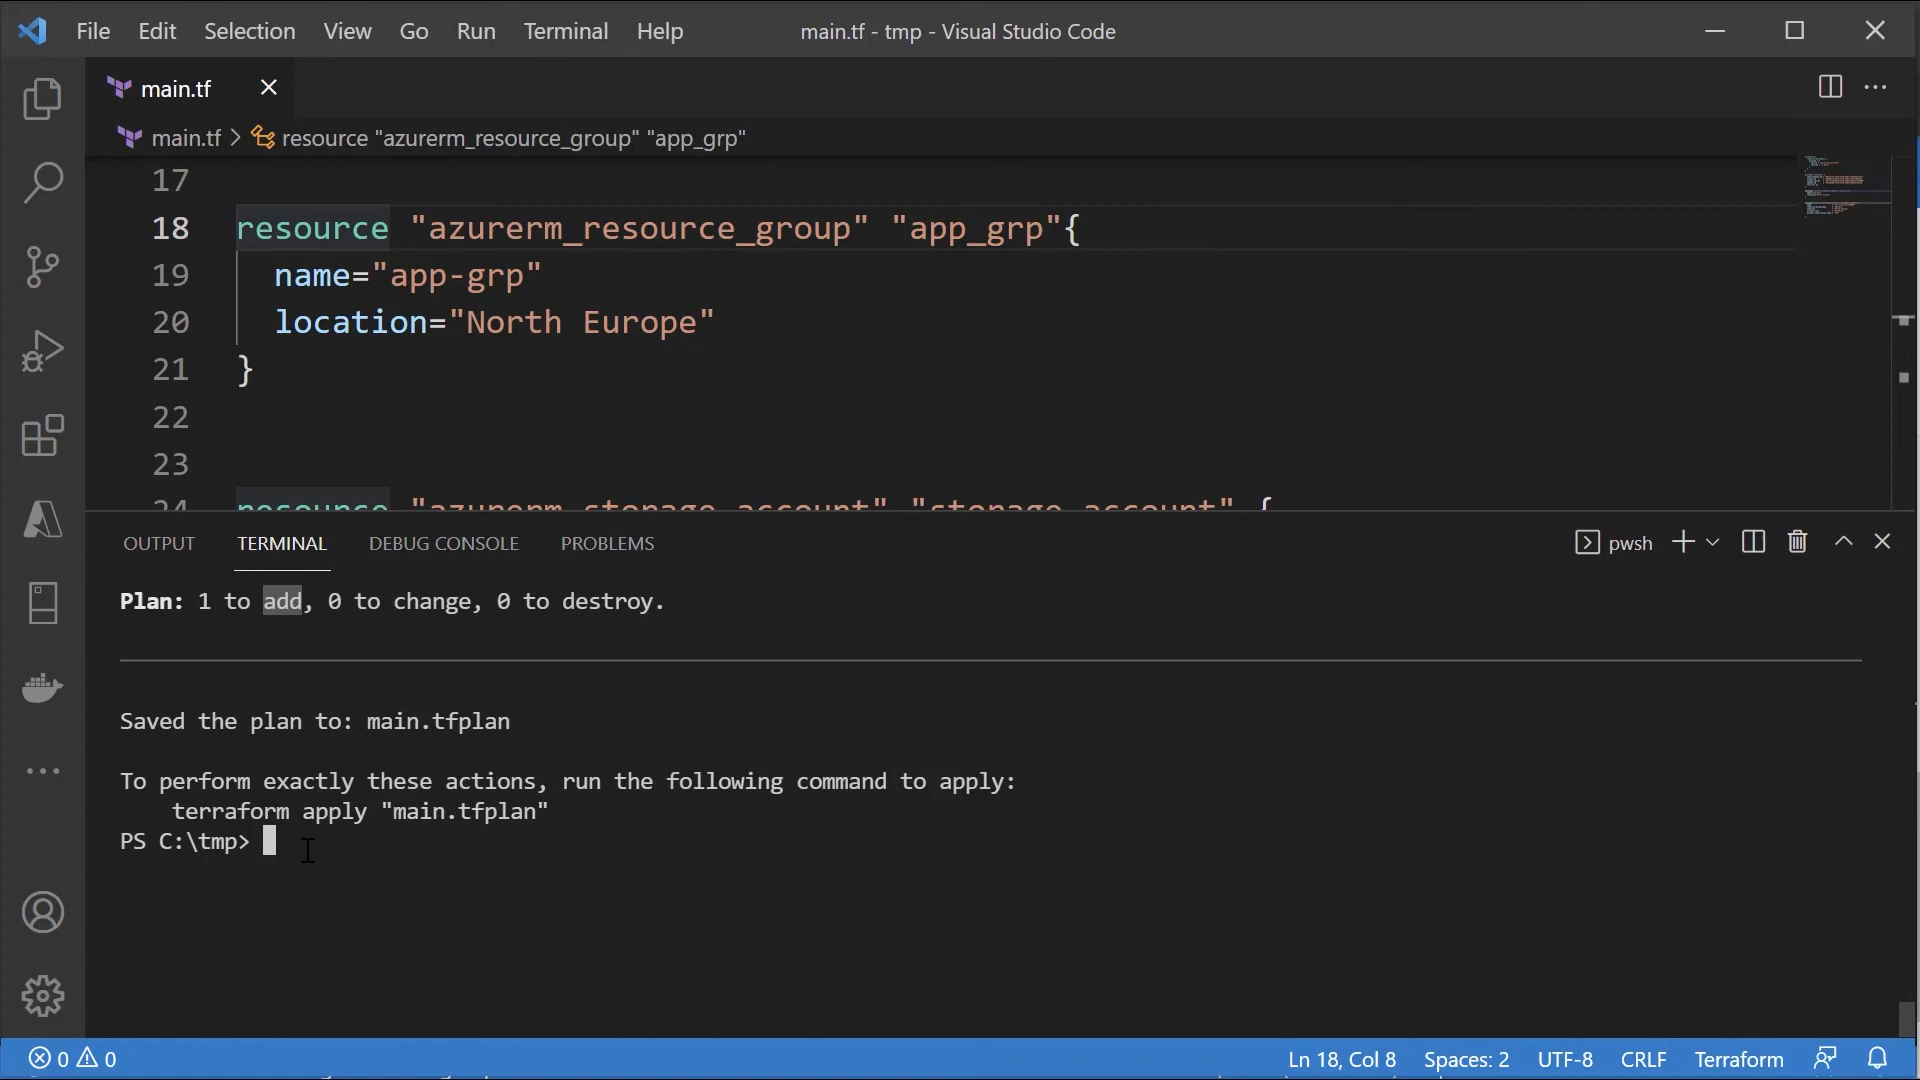 File Edit Selection View Go Run Terminal Help main.tf - tmp - Visual Studio Code
main.tf
main.tf > resource "azurerm_resource_group" "app_grp"
17
18 resource "azurerm_resource_group" "app_grp"{
19 name="app-grp"
20 location="North Europe"
21 }
22
23
24 resource "azurerm_storage_account" "storage_account" {
OUTPUT TERMINAL DEBUG CONSOLE PROBLEMS pwsh
Plan: 1 to add, 0 to change, 0 to destroy.
Saved the plan to: main.tfplan
To perform exactly these actions, run the following command to apply:
terraform apply "main.tfplan"
PS C:\tmp>
0 0 Ln 18, Col 8 Spaces: 2 UTF-8 CRLF Terraform